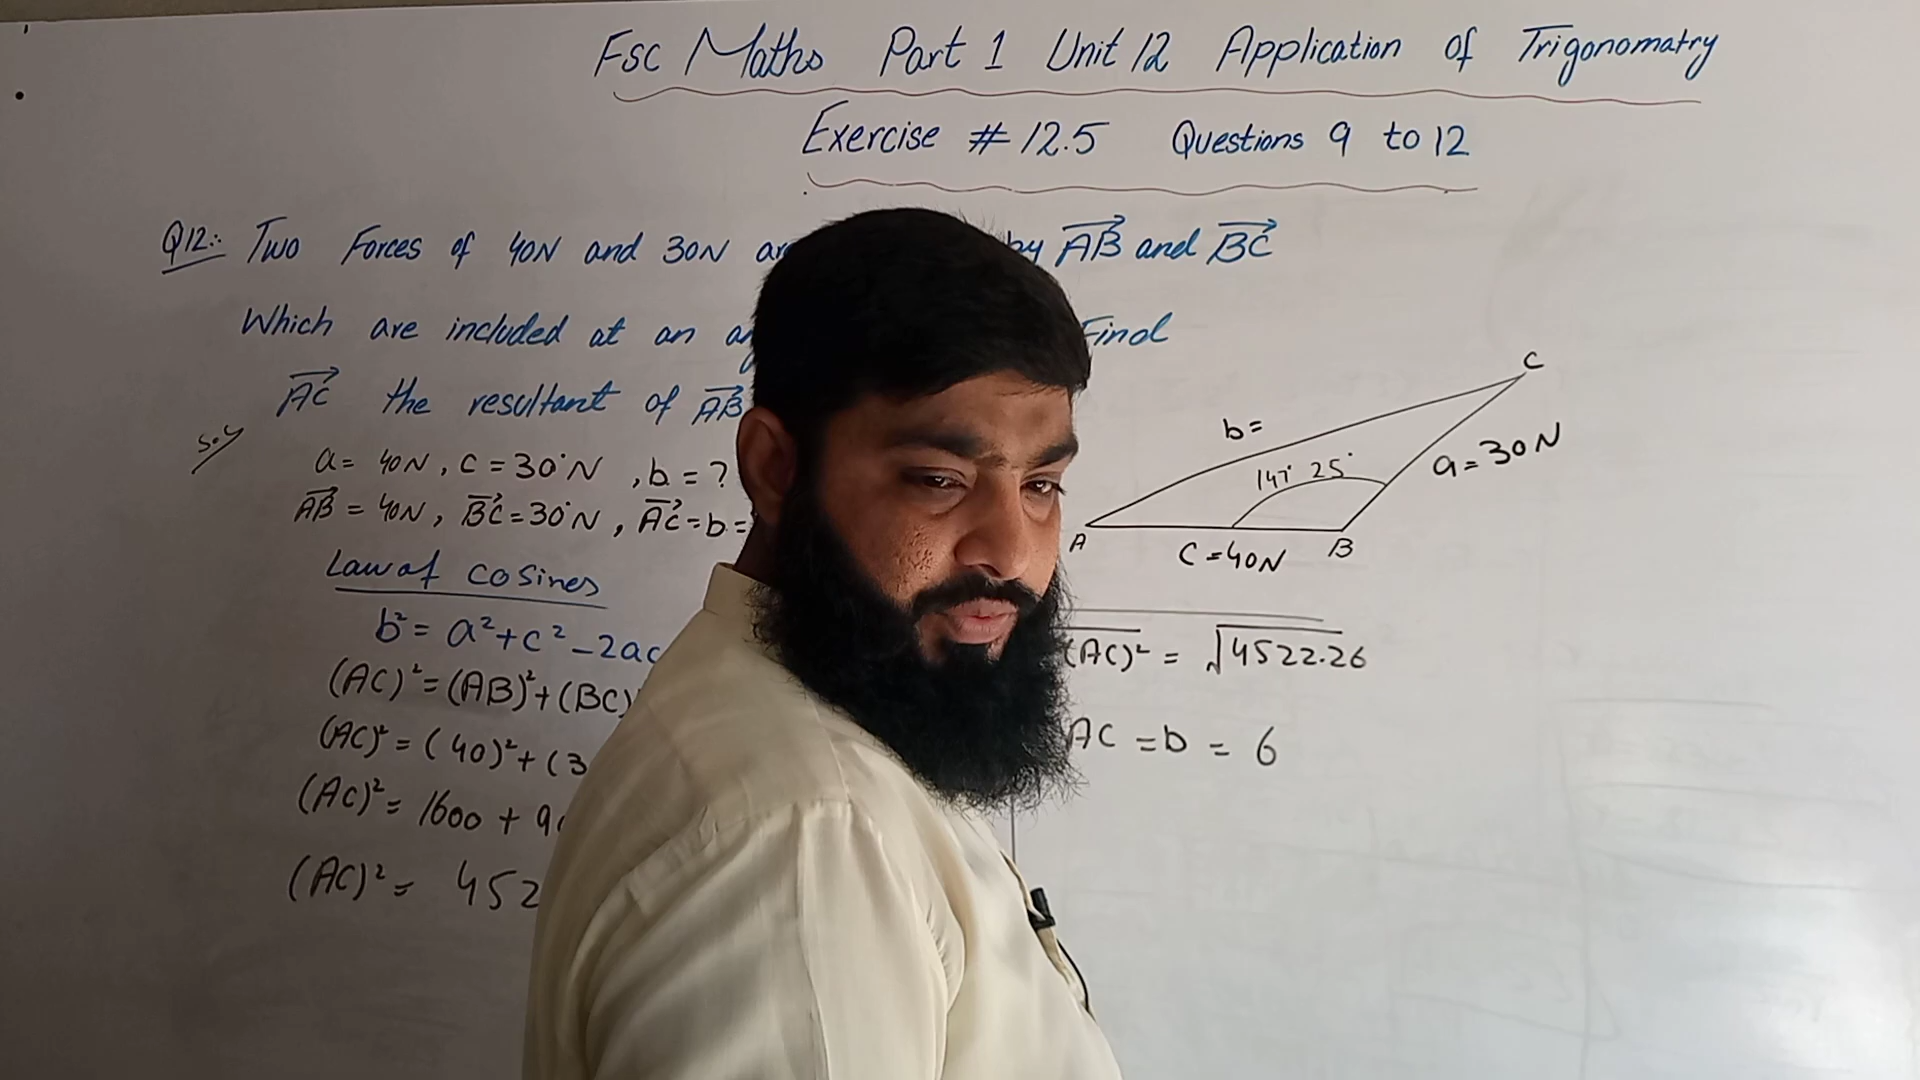 Fsc Maths Part 1 Unit 12 Application of Trigonomatry
Exercise # 12.5 Questions 9 to 12
Q12:. Two Forces of 40N and 30N by AB and BC
Which are included at an Find
AC the resultant of AB
Sol
a = 40N, c = 30°N, b = ?
AB = 40N, BC = 30°N, AC = b =
Law of cosines
b² = a² + c² - 2ac
(AC)² = (AB)² + (BC)
(AC)² = (40)² + (3
(AC)² = 1600 + 90
(AC)² = 452
C
b =
147° 25°
a = 30N
A
C = 40N
B
(AC)² = √4522.26
AC = b = 6